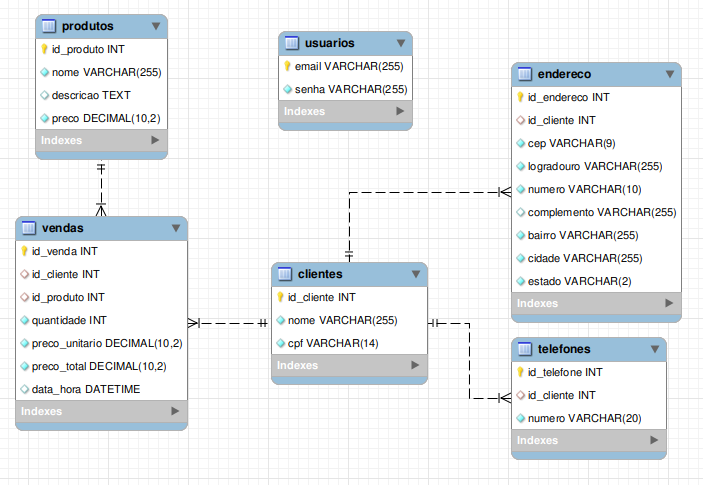 produtos
id_produto INT
nome VARCHAR(255)
descricao TEXT
preco DECIMAL(10,2)
Indexes
usuarios
email VARCHAR(255)
senha VARCHAR(255)
Indexes
endereco
id_endereco INT
id_cliente INT
cep VARCHAR(9)
logradouro VARCHAR(255)
numero VARCHAR(10)
complemento VARCHAR(255)
bairro VARCHAR(255)
cidade VARCHAR(255)
estado VARCHAR(2)
Indexes
vendas
id_venda INT
id_cliente INT
id_produto INT
quantidade INT
preco_unitario DECIMAL(10,2)
preco_total DECIMAL(10,2)
data_hora DATETIME
Indexes
clientes
id_cliente INT
nome VARCHAR(255)
cpf VARCHAR(14)
Indexes
telefones
id_telefone INT
id_cliente INT
numero VARCHAR(20)
Indexes